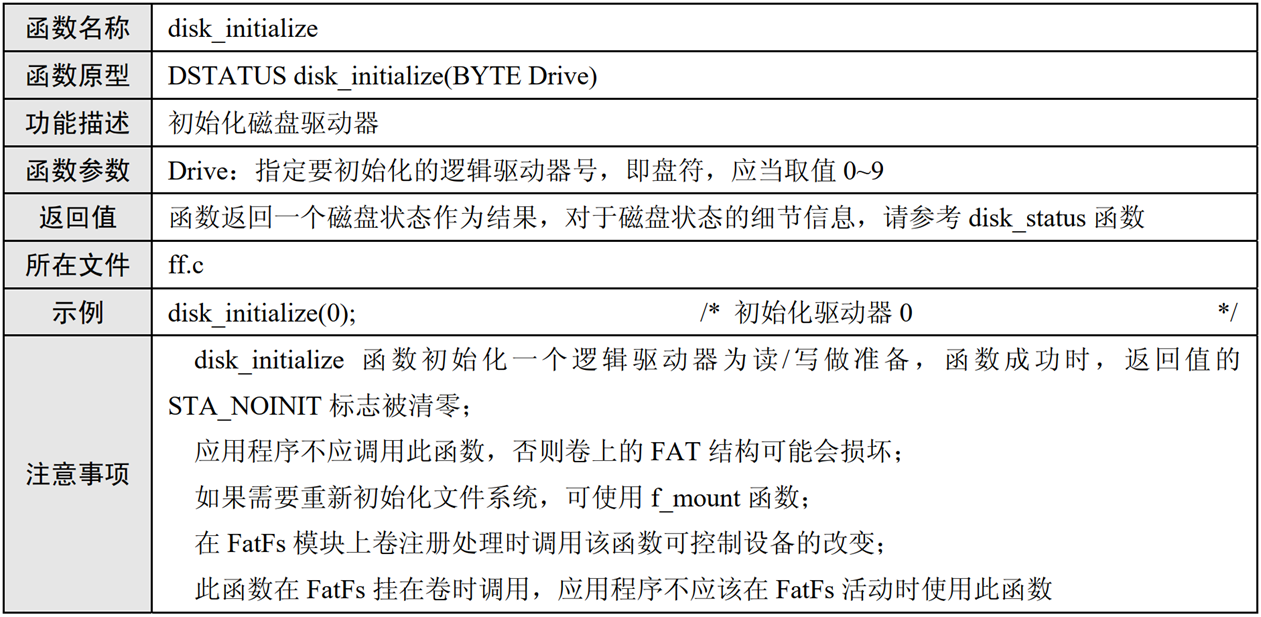 函数名称 disk_initialize
函数原型 DSTATUS disk_initialize(BYTE Drive)
功能描述 初始化磁盘驱动器
函数参数 Drive：指定要初始化的逻辑驱动器号，即盘符，应当取值 0~9
返回值 函数返回一个磁盘状态作为结果，对于磁盘状态的细节信息，请参考 disk_status 函数
所在文件 ff.c
示例 disk_initialize(0); /* 初始化驱动器 0 */
disk_initialize 函数初始化一个逻辑驱动器为读/写做准备，函数成功时，返回值的
STA_NOINIT 标志被清零；
应用程序不应调用此函数，否则卷上的 FAT 结构可能会损坏；
注意事项
如果需要重新初始化文件系统，可使用 f_mount 函数；
在 FatFs 模块上卷注册处理时调用该函数可控制设备的改变；
此函数在 FatFs 挂在卷时调用，应用程序不应该在 FatFs 活动时使用此函数